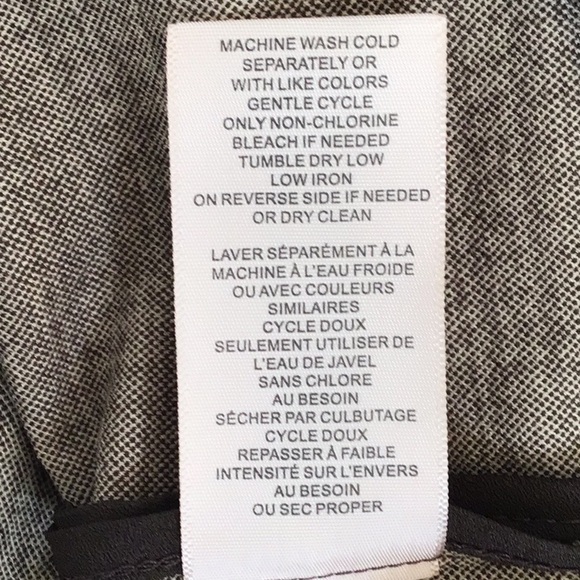 MACHINE WASH COLD
SEPARATELY OR
WITH LIKE COLORS
GENTLE CYCLE
ONLY NON-CHLORINE
BLEACH IF NEEDED
TUMBLE DRY LOW
LOW IRON
ON REVERSE SIDE IF NEEDED
OR DRY CLEAN
LAVER SÉPARÉMENT À LA
MACHINE À L'EAU FROIDE
OU AVEC COULEURS
SIMILAIRES
CYCLE DOUX
SEULEMENT UTILISER DE
L'EAU DE JAVEL
SANS CHLORE
AU BESOIN
SÉCHER PAR CULBUTAGE
CYCLE DOUX
REPASSER À FAIBLE
INTENSITÉ SUR L'ENVERS
AU BESOIN
OU SEC PROPER